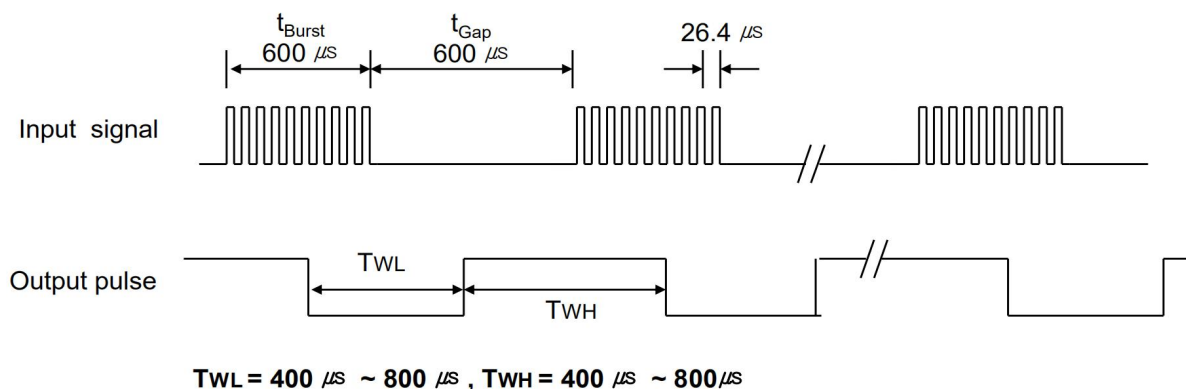 tBurst tGap
600 μs 600 μs 26.4 μs
Input signal
Output pulse
TWL
TWH
TWL = 400 μs ~ 800 μs , TWH = 400 μs ~ 800μs